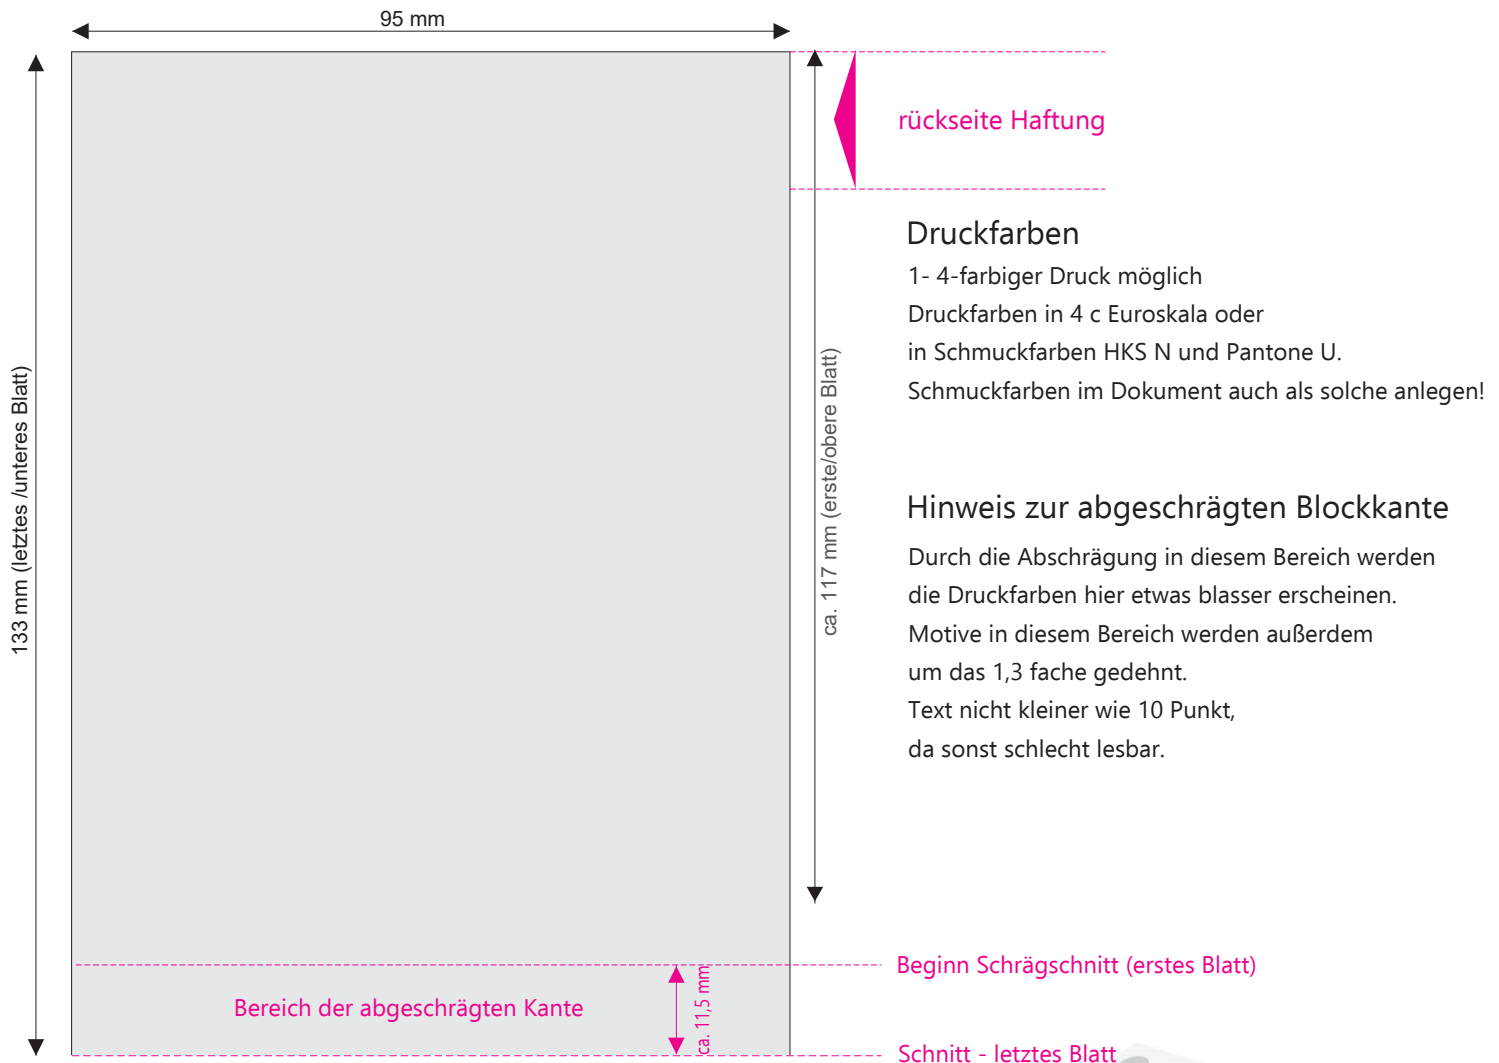 95 mm
133 mm (letztes /unteres Blatt)
ca. 117 mm (erste/obere Blatt)
rückseite Haftung
Druckfarben
1- 4-farbiger Druck möglich
Druckfarben in 4 c Euroskala oder
in Schmuckfarben HKS N und Pantone U.
Schmuckfarben im Dokument auch als solche anlegen!
Hinweis zur abgeschrägten Blockkante
Durch die Abschrägung in diesem Bereich werden
die Druckfarben hier etwas blasser erscheinen.
Motive in diesem Bereich werden außerdem
um das 1,3 fache gedehnt.
Text nicht kleiner wie 10 Punkt,
da sonst schlecht lesbar.
Beginn Schrägschnitt (erstes Blatt)
Bereich der abgeschrägten Kante
ca. 11,5 mm
Schnitt - letztes Blatt